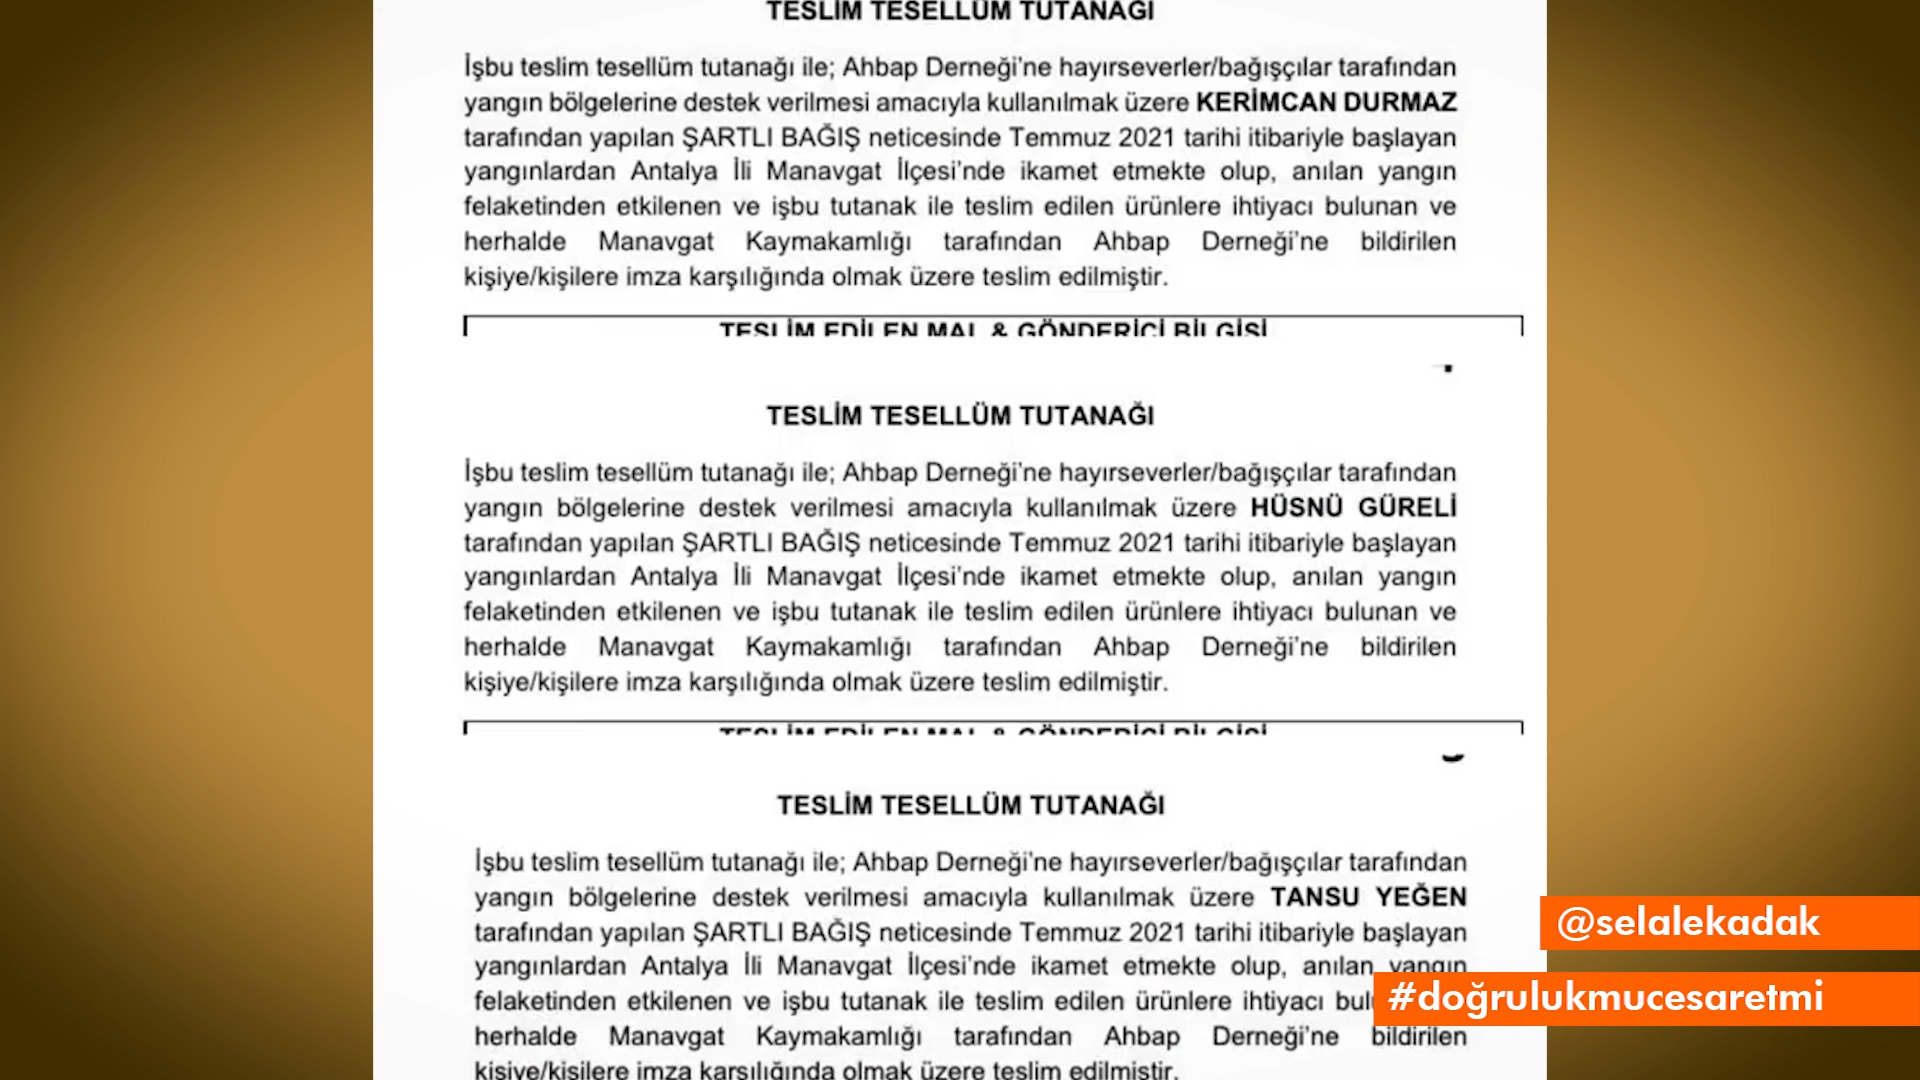 TESLİM TESELLÜM TUTANAĞI
İşbu teslim tesellüm tutanağı ile; Ahbap Derneği'ne hayırseverler/bağışçılar tarafından
yangın bölgelerine destek verilmesi amacıyla kullanılmak üzere KERİMCAN DURMAZ
tarafından yapılan ŞARTLI BAĞIŞ neticesinde Temmuz 2021 tarihi itibariyle başlayan
yangınlardan Antalya İli Manavgat İlçesi'nde ikamet etmekte olup, anılan yangın
felaketinden etkilenen ve işbu tutanak ile teslim edilen ürünlere ihtiyacı bulunan ve
herhalde Manavgat Kaymakamlığı tarafından Ahbap Derneği'ne bildirilen
kişiye/kişilere imza karşılığında olmak üzere teslim edilmiştir.
TESLİM EDİLEN MAL & GÖNDERİCİ BİLGİSİ
TESLİM TESELLÜM TUTANAĞI
İşbu teslim tesellüm tutanağı ile; Ahbap Derneği'ne hayırseverler/bağışçılar tarafından
yangın bölgelerine destek verilmesi amacıyla kullanılmak üzere HÜSNÜ GÜRELİ
tarafından yapılan ŞARTLI BAĞIŞ neticesinde Temmuz 2021 tarihi itibariyle başlayan
yangınlardan Antalya İli Manavgat İlçesi'nde ikamet etmekte olup, anılan yangın
felaketinden etkilenen ve işbu tutanak ile teslim edilen ürünlere ihtiyacı bulunan ve
herhalde Manavgat Kaymakamlığı tarafından Ahbap Derneği'ne bildirilen
kişiye/kişilere imza karşılığında olmak üzere teslim edilmiştir.
TESLİM EDİLEN MAL & GÖNDERİCİ BİLGİSİ
TESLİM TESELLÜM TUTANAĞI
İşbu teslim tesellüm tutanağı ile; Ahbap Derneği'ne hayırseverler/bağışçılar tarafından
yangın bölgelerine destek verilmesi amacıyla kullanılmak üzere TANSU YEĞEN
tarafından yapılan ŞARTLI BAĞIŞ neticesinde Temmuz 2021 tarihi itibariyle başlayan
yangınlardan Antalya İli Manavgat İlçesi'nde ikamet etmekte olup, anılan yangın
felaketinden etkilenen ve işbu tutanak ile teslim edilen ürünlere ihtiyacı
herhalde Manavgat Kaymakamlığı tarafından Ahbap Derneği'ne bildirilen
kişiye/kişilere imza karşılığında olmak üzere teslim edilmiştir.
@selalekadak
#doğrulukmucesaretmi